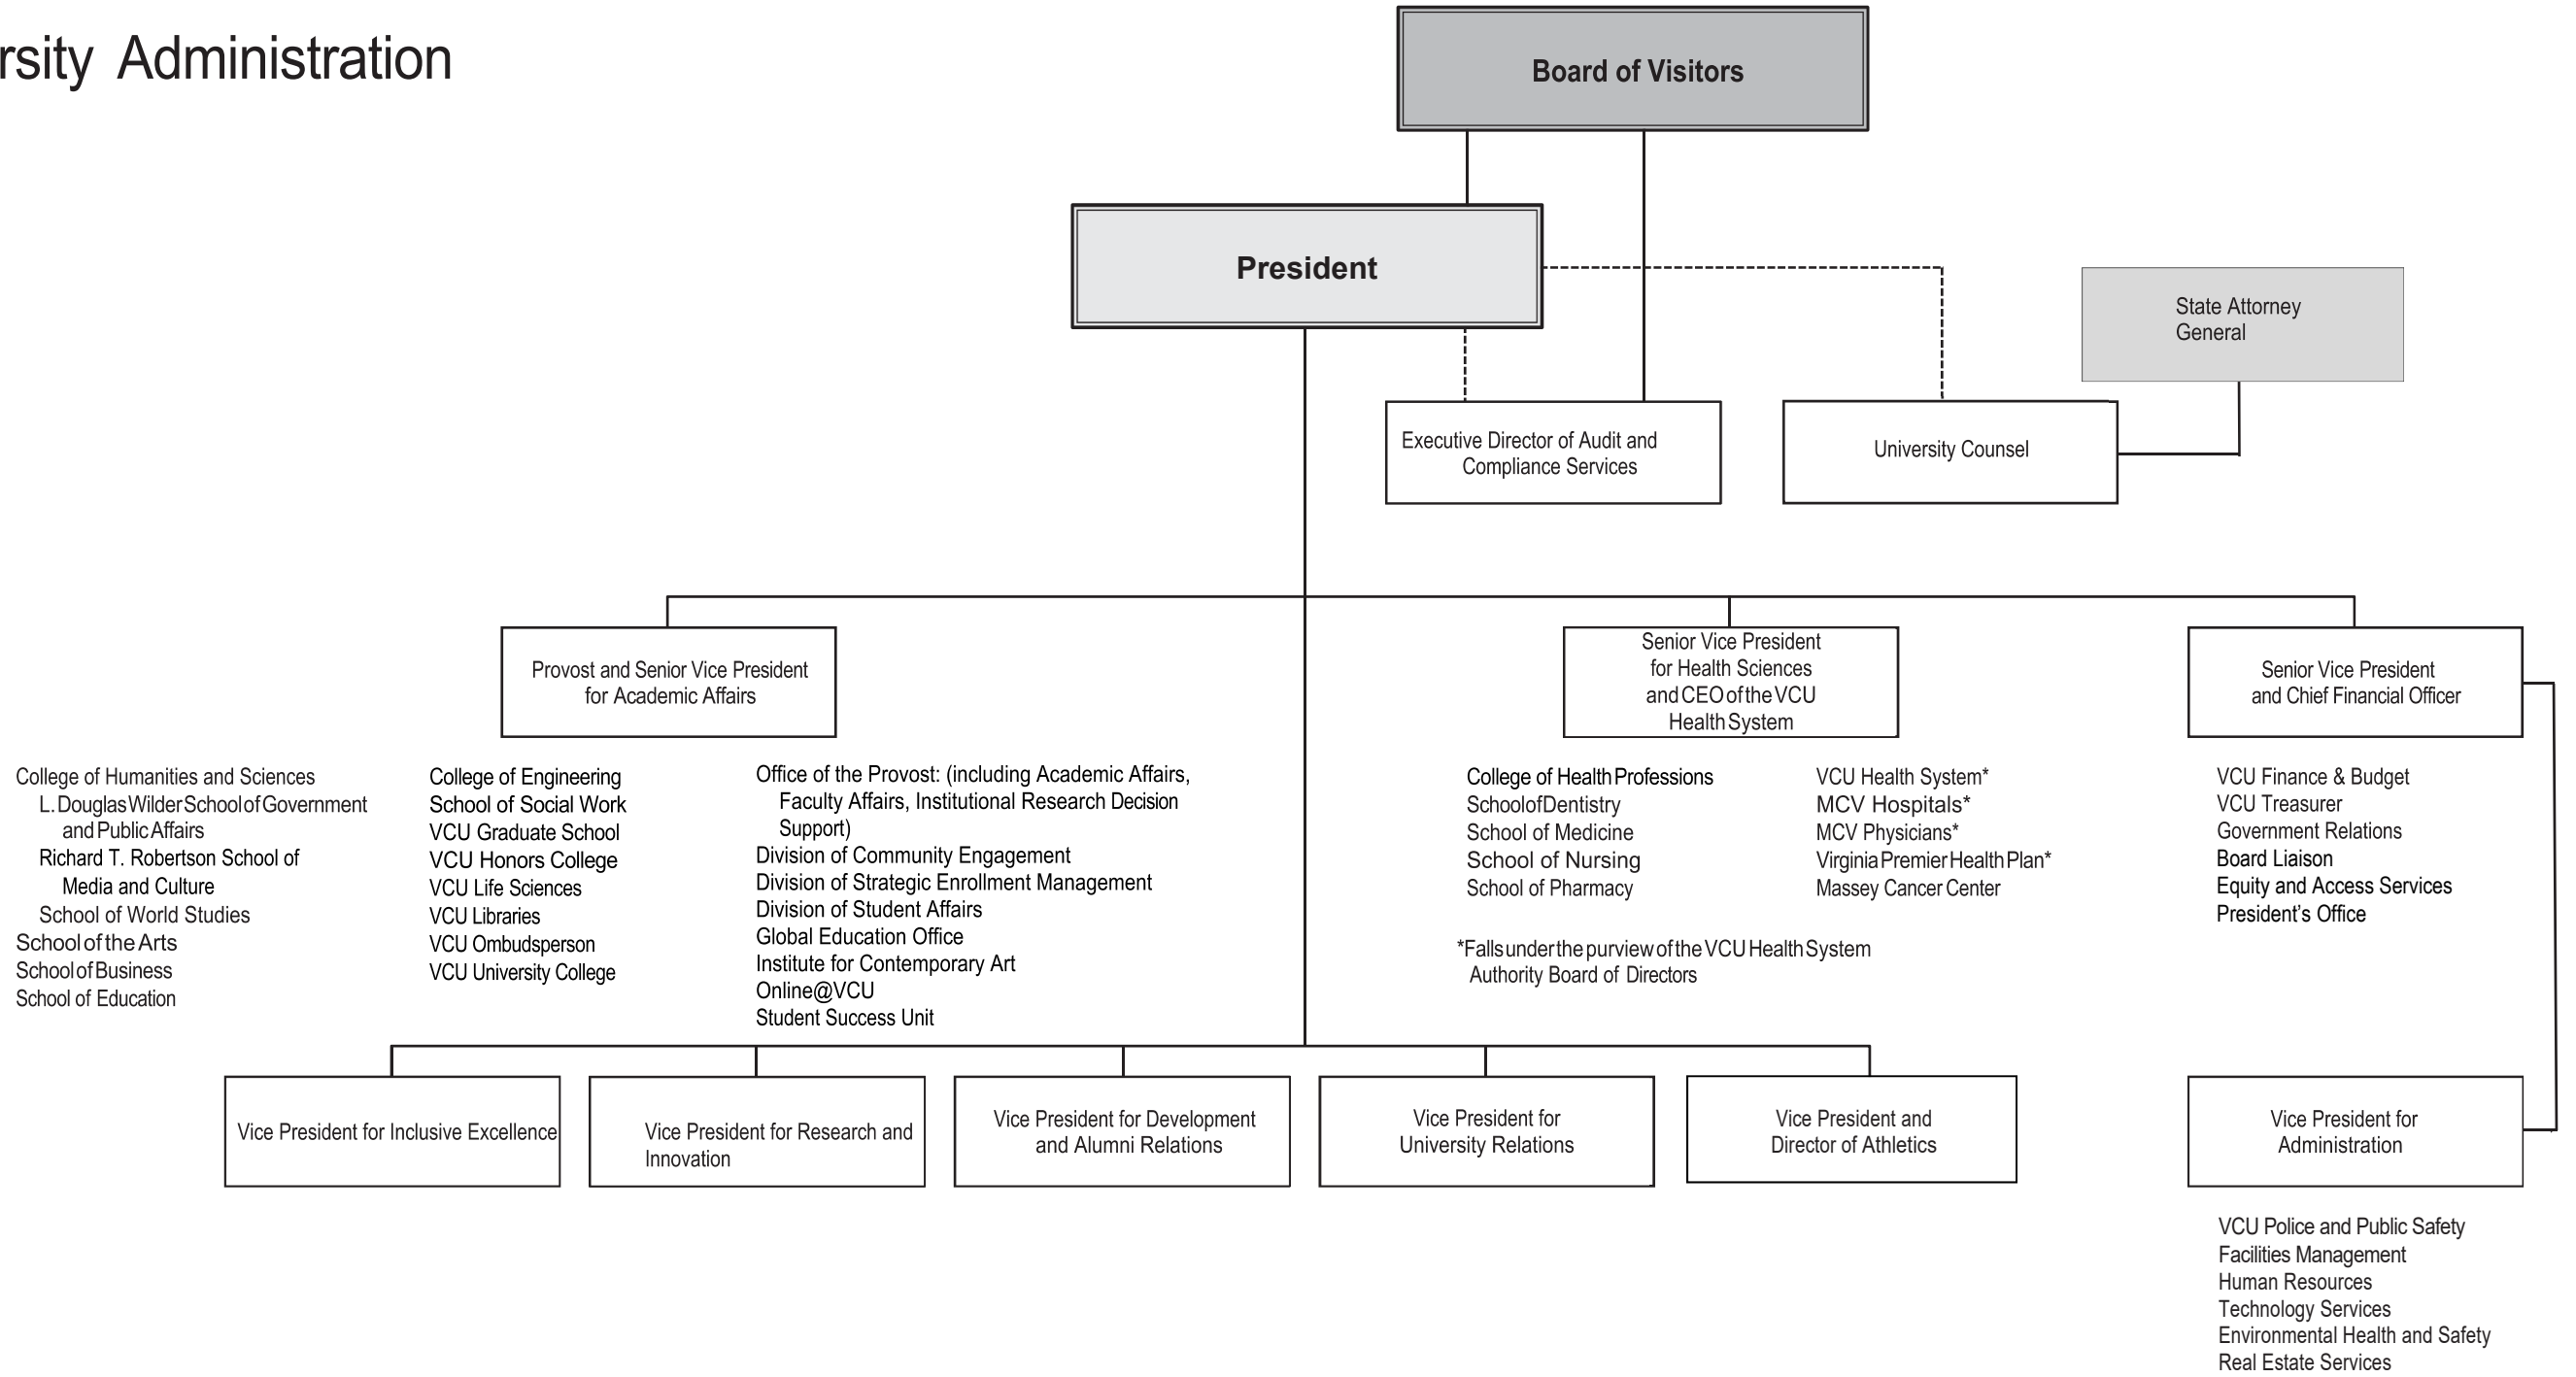 rsity Administration
Board of Visitors
President
State Attorney
General
Executive Director of Audit and
Compliance Services
University Counsel
Provost and Senior Vice President
for Academic Affairs
Senior Vice President
for Health Sciences
and CEO of the VCU
Health System
Senior Vice President
and Chief Financial Officer
College of Humanities and Sciences
L. Douglas Wilder School of Government
and Public Affairs
Richard T. Robertson School of
Media and Culture
School of World Studies
School of the Arts
School of Business
School of Education
College of Engineering
School of Social Work
VCU Graduate School
VCU Honors College
VCU Life Sciences
VCU Libraries
VCU Ombudsperson
VCU University College
Office of the Provost: (including Academic Affairs,
Faculty Affairs, Institutional Research Decision
Support)
Division of Community Engagement
Division of Strategic Enrollment Management
Division of Student Affairs
Global Education Office
Institute for Contemporary Art
Online@VCU
Student Success Unit
College of Health Professions
School of Dentistry
School of Medicine
School of Nursing
School of Pharmacy
VCU Health System*
MCV Hospitals*
MCV Physicians*
Virginia Premier Health Plan*
Massey Cancer Center
*Falls under the purview of the VCU Health System
Authority Board of Directors
VCU Finance & Budget
VCU Treasurer
Government Relations
Board Liaison
Equity and Access Services
President’s Office
Vice President for Inclusive Excellence
Vice President for Research and
Innovation
Vice President for Development
and Alumni Relations
Vice President for
University Relations
Vice President and
Director of Athletics
Vice President for
Administration
VCU Police and Public Safety
Facilities Management
Human Resources
Technology Services
Environmental Health and Safety
Real Estate Services